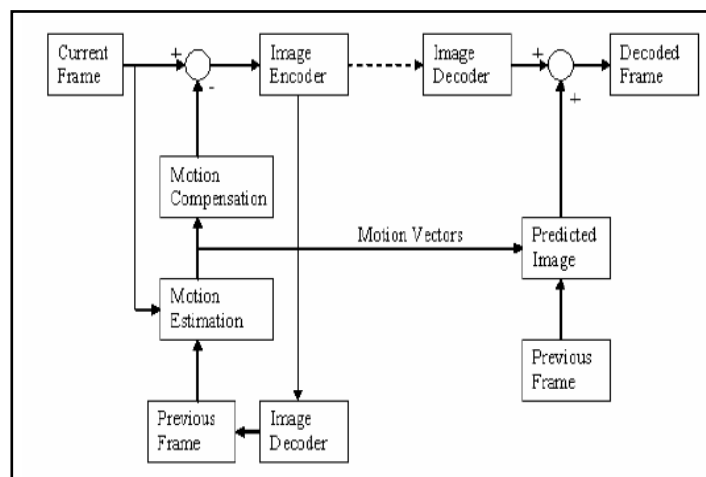 Current
Frame
+
-
Image
Encoder
Image
Decoder
+
+
Decoded
Frame
Motion
Compensation
Motion Vectors
Predicted
Image
Motion
Estimation
Previous
Frame
Previous
Frame
Image
Decoder